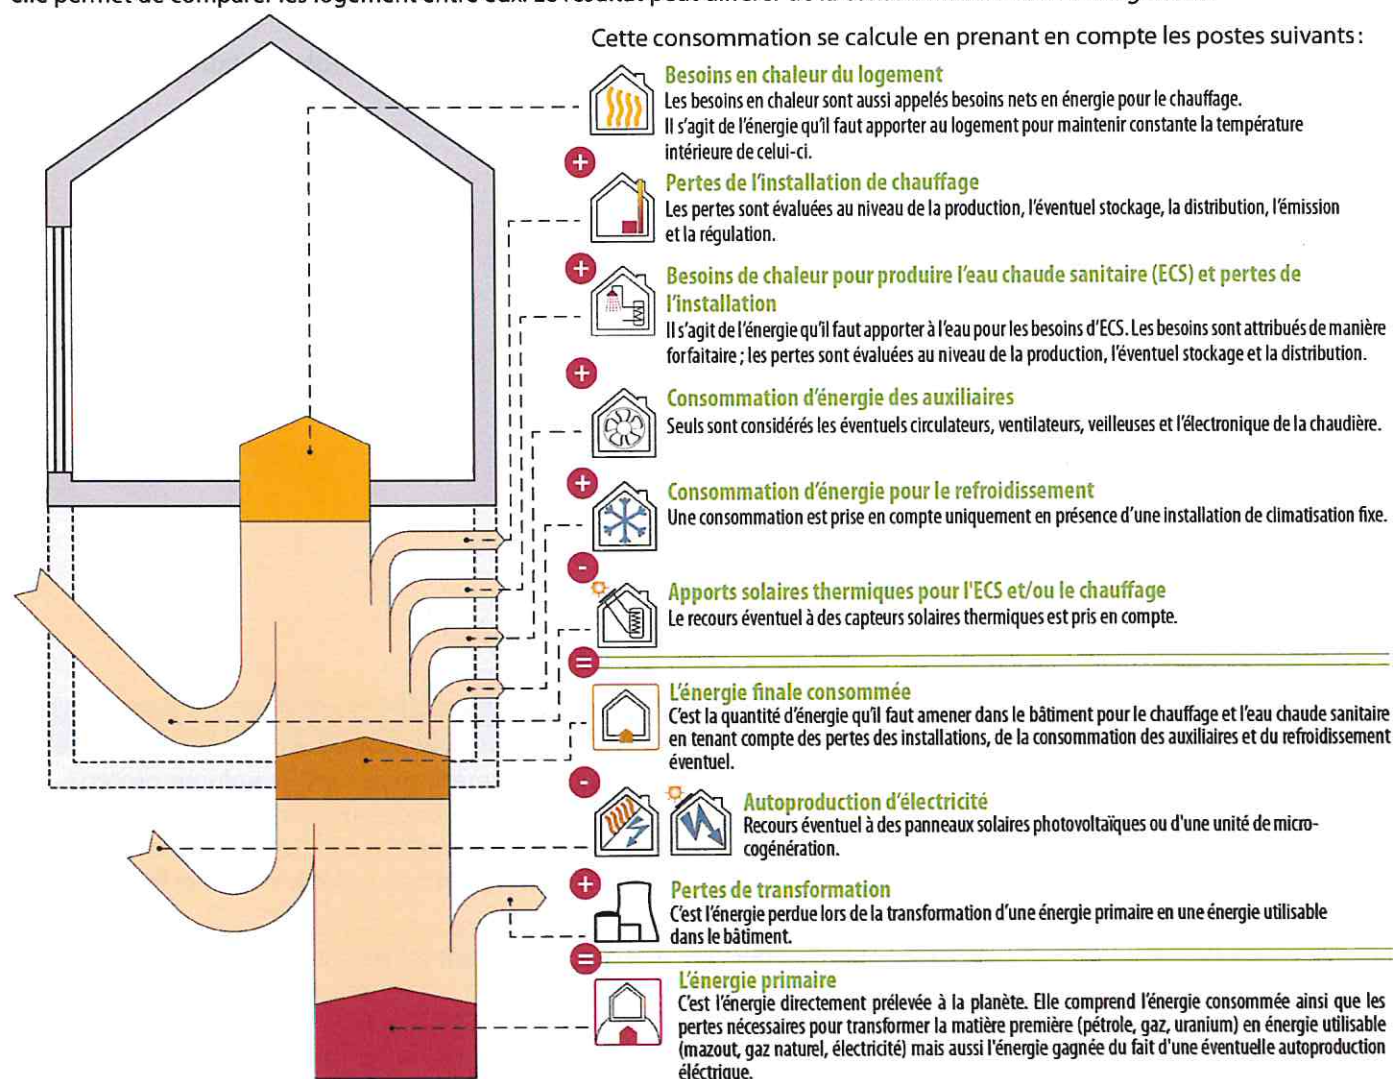 Cette consommation se calcule en prenant en compte les postes suivants :
Besoins en chaleur du logement
Les besoins en chaleur sont aussi appelés besoins nets en énergie pour le chauffage.
Il s'agit de l'énergie qu'il faut apporter au logement pour maintenir constante la température
intérieure de celui-ci.
+
Pertes de l'installation de chauffage
Les pertes sont évaluées au niveau de la production, l'éventuel stockage, la distribution, l'émission
et la régulation.
+
Besoins de chaleur pour produire l'eau chaude sanitaire (ECS) et pertes de
l'installation
Il s'agit de l'énergie qu'il faut apporter à l'eau pour les besoins d'ECS. Les besoins sont attribués de manière
forfaitaire ; les pertes sont évaluées au niveau de la production, l'éventuel stockage et la distribution.
+
Consommation d'énergie des auxiliaires
Seuls sont considérés les éventuels circulateurs, ventilateurs, veilleuses et l'électronique de la chaudière.
+
Consommation d'énergie pour le refroidissement
Une consommation est prise en compte uniquement en présence d'une installation de climatisation fixe.
-
Apports solaires thermiques pour l'ECS et/ou le chauffage
Le recours éventuel à des capteurs solaires thermiques est pris en compte.
=
L'énergie finale consommée
C'est la quantité d'énergie qu'il faut amener dans le bâtiment pour le chauffage et l'eau chaude sanitaire
en tenant compte des pertes des installations, de la consommation des auxiliaires et du refroidissement
éventuel.
-
Autoproduction d'électricité
Recours éventuel à des panneaux solaires photovoltaïques ou d'une unité de micro-
cogénération.
+
Pertes de transformation
C'est l'énergie perdue lors de la transformation d'une énergie primaire en une énergie utilisable
dans le bâtiment.
=
L'énergie primaire
C'est l'énergie directement prélevée à la planète. Elle comprend l'énergie consommée ainsi que les
pertes nécessaires pour transformer la matière première (pétrole, gaz, uranium) en énergie utilisable
(mazout, gaz naturel, électricité) mais aussi l'énergie gagnée du fait d'une éventuelle autoproduction
éléctrique.